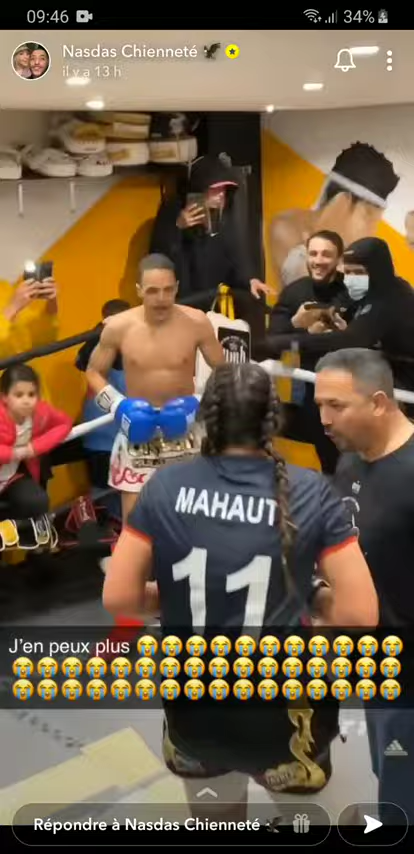 09:46
34%
Nasdas Chienneté 🦅
il y a 13 h
MAHAUT
11
J'en peux plus 😭😭😭😭😭😭😭😭😭😭😭
😭😭😭😭😭😭😭😭😭😭😭😭😭😭😭😭
😭😭😭😭😭😭😭😭😭😭😭😭😭😭😭😭
Répondre à Nasdas Chienneté 🦅